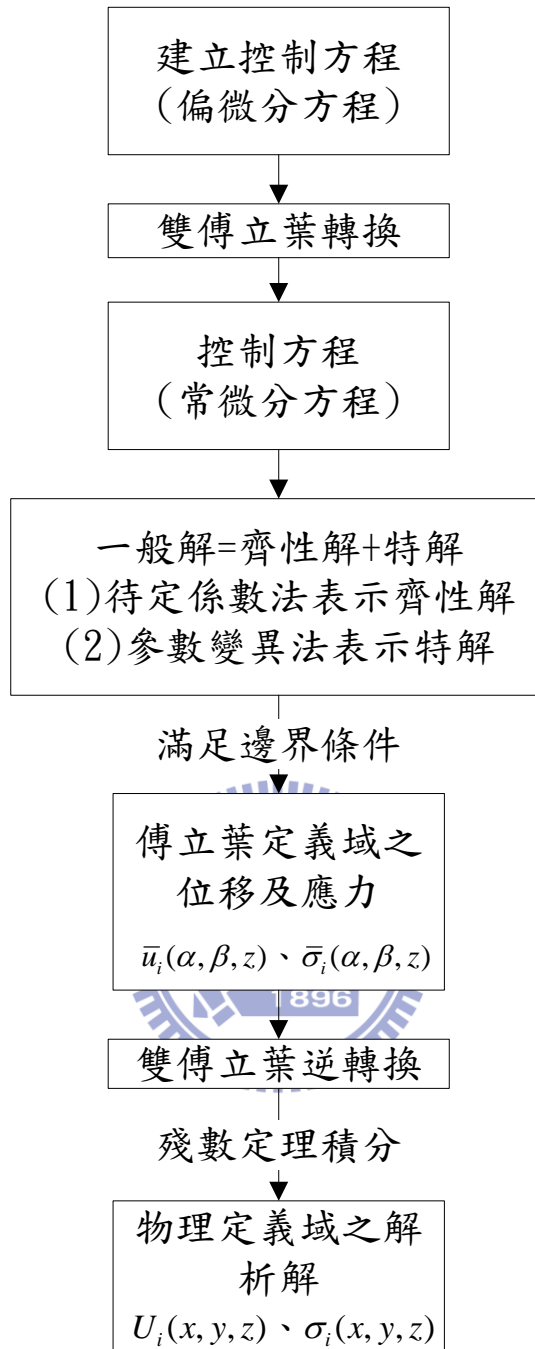 建立控制方程
(偏微分方程)
雙傅立葉轉換
控制方程
(常微分方程)
一般解=齊性解+特解
(1)待定係數法表示齊性解
(2)參數變異法表示特解
滿足邊界條件
傅立葉定義域之
位移及應力
u̅ᵢ(α, β, z)、σ̅ᵢ(α, β, z)
1896
雙傅立葉逆轉換
殘數定理積分
物理定義域之解
析解
Uᵢ(x, y, z)、σᵢ(x, y, z)